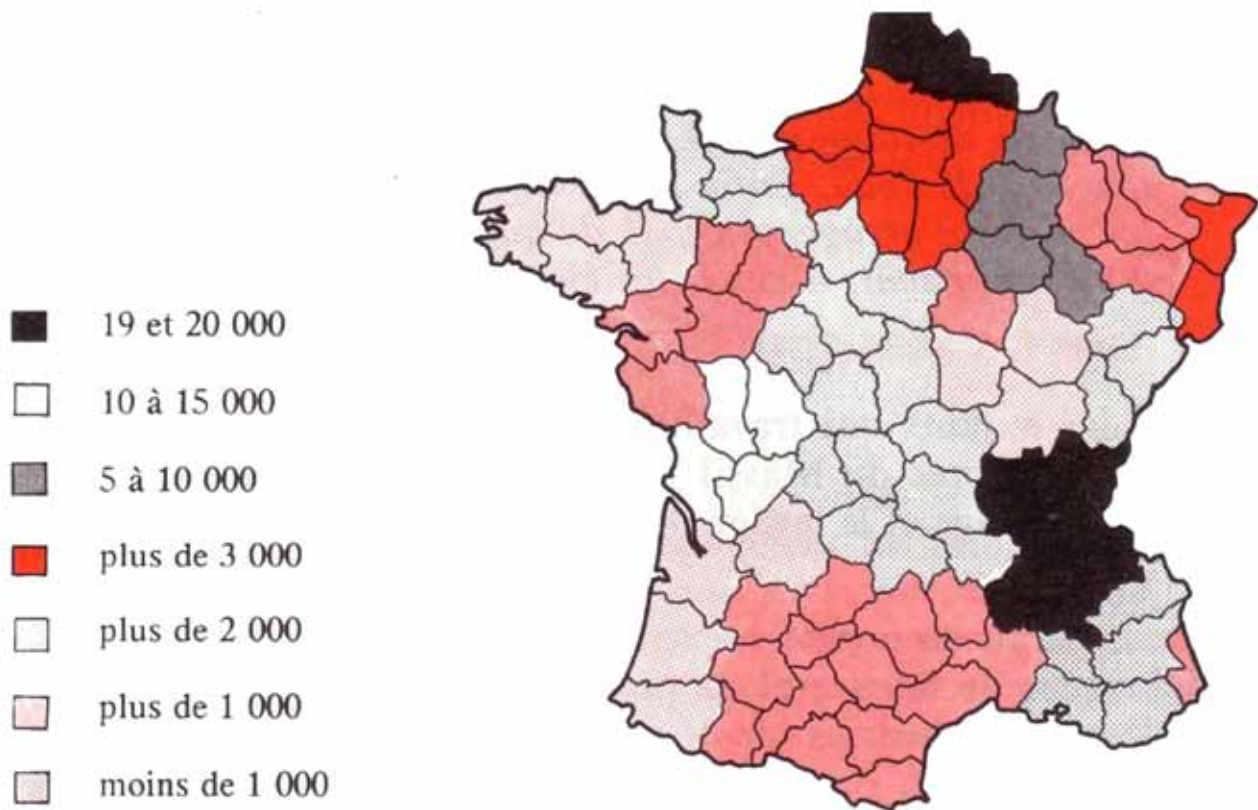 19 et 20 000
10 à 15 000
5 à 10 000
plus de 3 000
plus de 2 000
plus de 1 000
moins de 1 000